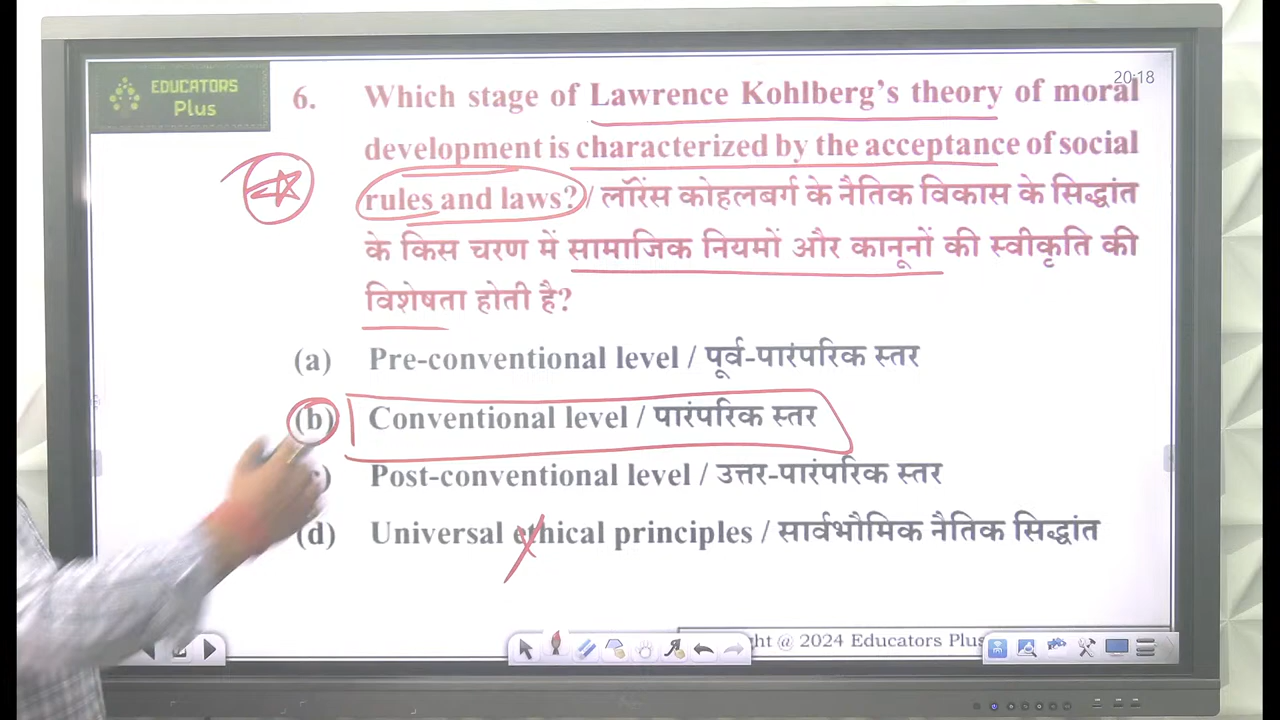 EDUCATORS
Plus
20:18
6. Which stage of Lawrence Kohlberg's theory of moral
development is characterized by the acceptance of social
rules and laws? / लॉरेंस कोहलबर्ग के नैतिक विकास के सिद्धांत
के किस चरण में सामाजिक नियमों और कानूनों की स्वीकृति की
विशेषता होती है?
(a) Pre-conventional level / पूर्व-पारंपरिक स्तर
(b) Conventional level / पारंपरिक स्तर
Post-conventional level / उत्तर-पारंपरिक स्तर
(d) Universal ethical principles / सार्वभौमिक नैतिक सिद्धांत
@ 2024 Educators Plus